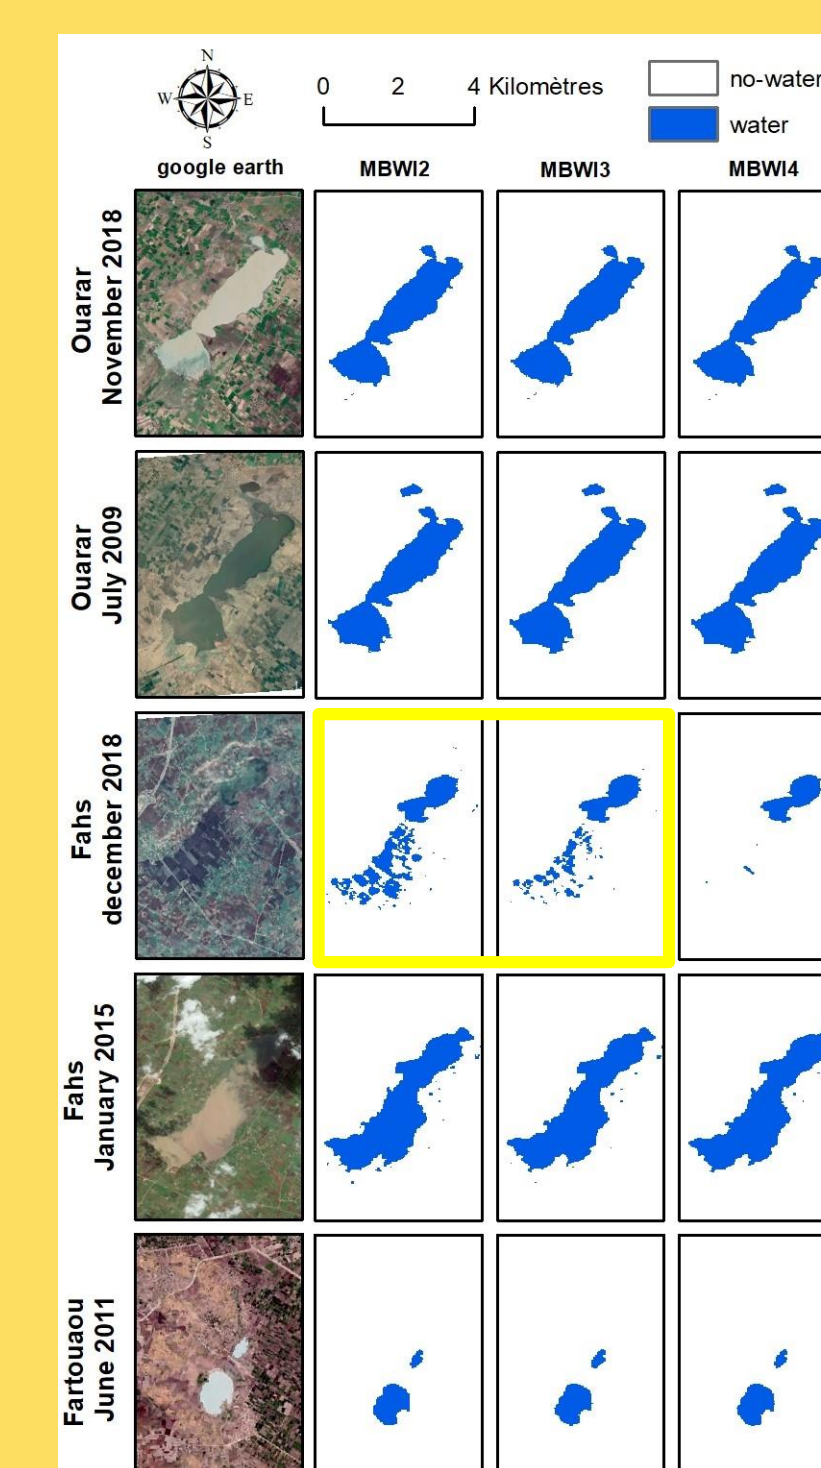 N
W E
S
0 2 4 Kilomètres
no-water
water
google earth MBWI2 MBWI3 MBWI4
Ouarar
November 2018
Ouarar
July 2009
Fahs
december 2018
Fahs
January 2015
Fartouaou
June 2011